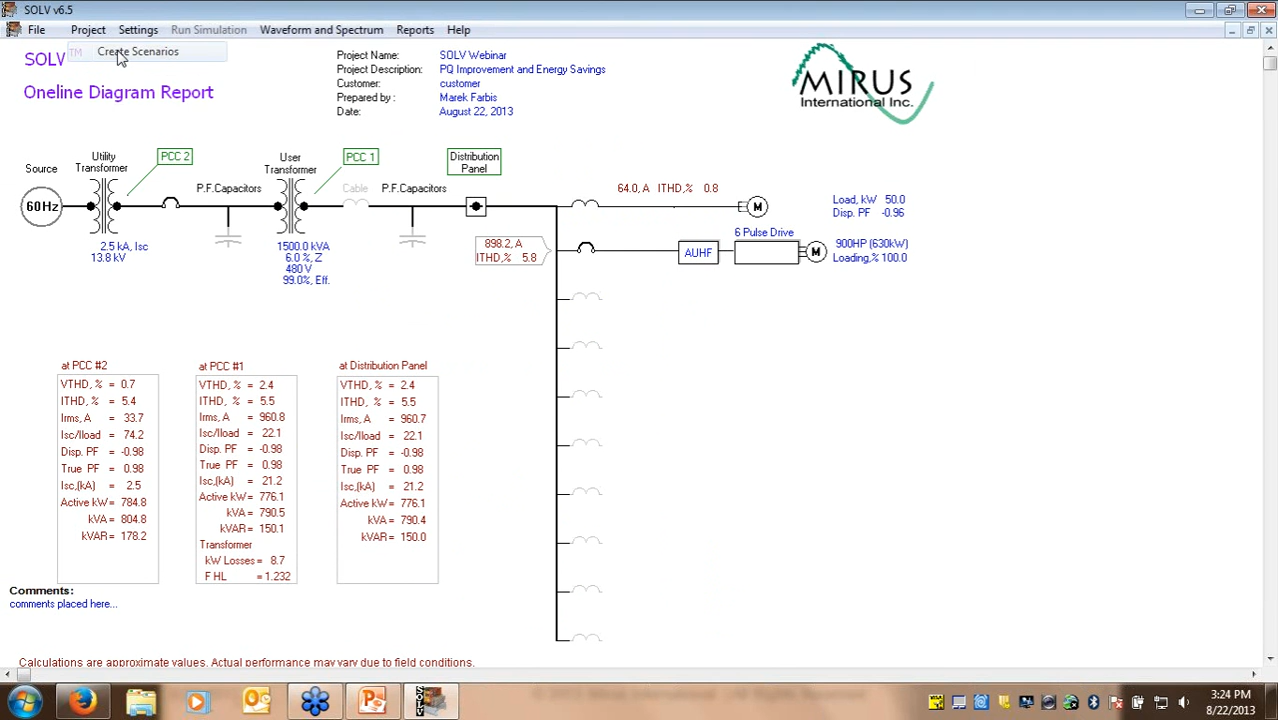 SOLV v6.5
File Project Settings Run Simulation Waveform and Spectrum Reports Help
Create Scenarios
SOLV TM
Oneline Diagram Report
Project Name: SOLV Webinar
Project Description: PQ Improvement and Energy Savings
Customer: customer
Prepared by : Marek Farbis
Date: August 22, 2013
MIRUS
International Inc.
Source
Utility
Transformer
PCC 2
User
Transformer
PCC 1
Distribution
Panel
P.F.Capacitors
Cable
P.F.Capacitors
60Hz
64.0, A ITHD,% 0.8
M
Load, kW 50.0
Disp. PF -0.96
2.5 kA, Isc
13.8 kV
1500.0 kVA
6.0 %, Z
480 V
99.0%, Eff.
898.2, A
ITHD,% 5.8
AUHF
6 Pulse Drive
M
900HP (630kW)
Loading,% 100.0
at PCC #2
VTHD, % = 0.7
ITHD, % = 5.4
Irms, A = 33.7
Isc/Iload = 74.2
Disp. PF = -0.98
True PF = 0.98
Isc,(kA) = 2.5
Active kW = 784.8
kVA = 804.8
kVAR = 178.2
at PCC #1
VTHD, % = 2.4
ITHD, % = 5.5
Irms, A = 960.8
Isc/Iload = 22.1
Disp. PF = -0.98
True PF = 0.98
Isc,(kA) = 21.2
Active kW = 776.1
kVA = 790.5
kVAR = 150.1
Transformer
kW Losses = 8.7
F HL = 1.232
at Distribution Panel
VTHD, % = 2.4
ITHD, % = 5.5
Irms, A = 960.7
Isc/Iload = 22.1
Disp. PF = -0.98
True PF = 0.98
Isc,(kA) = 21.2
Active kW = 776.1
kVA = 790.4
kVAR = 150.0
Comments:
comments placed here...
Calculations are approximate values. Actual performance may vary due to field conditions.
3:24 PM
8/22/2013